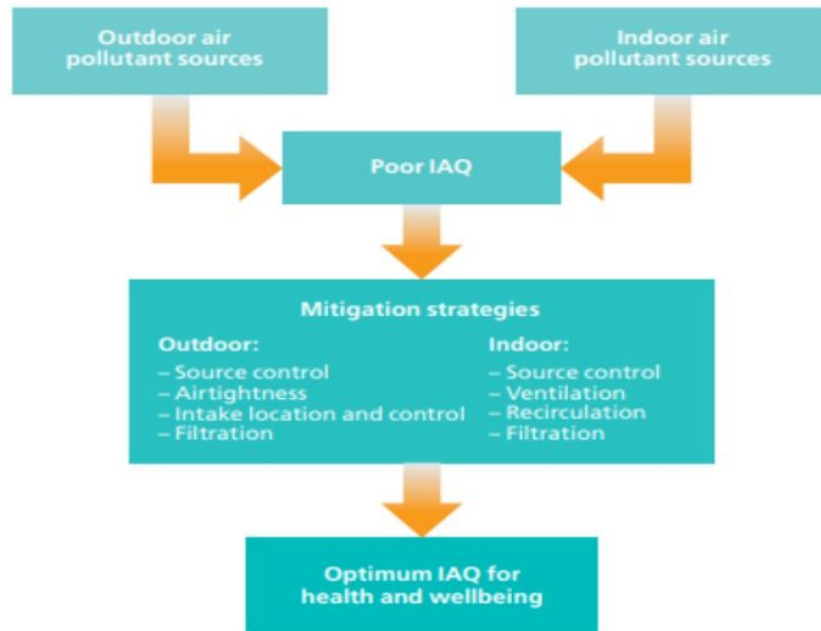 Outdoor air
pollutant sources
Indoor air
pollutant sources
Poor IAQ
Mitigation strategies
Outdoor:
– Source control
– Airtightness
– Intake location and control
– Filtration
Indoor:
– Source control
– Ventilation
– Recirculation
– Filtration
Optimum IAQ for
health and wellbeing